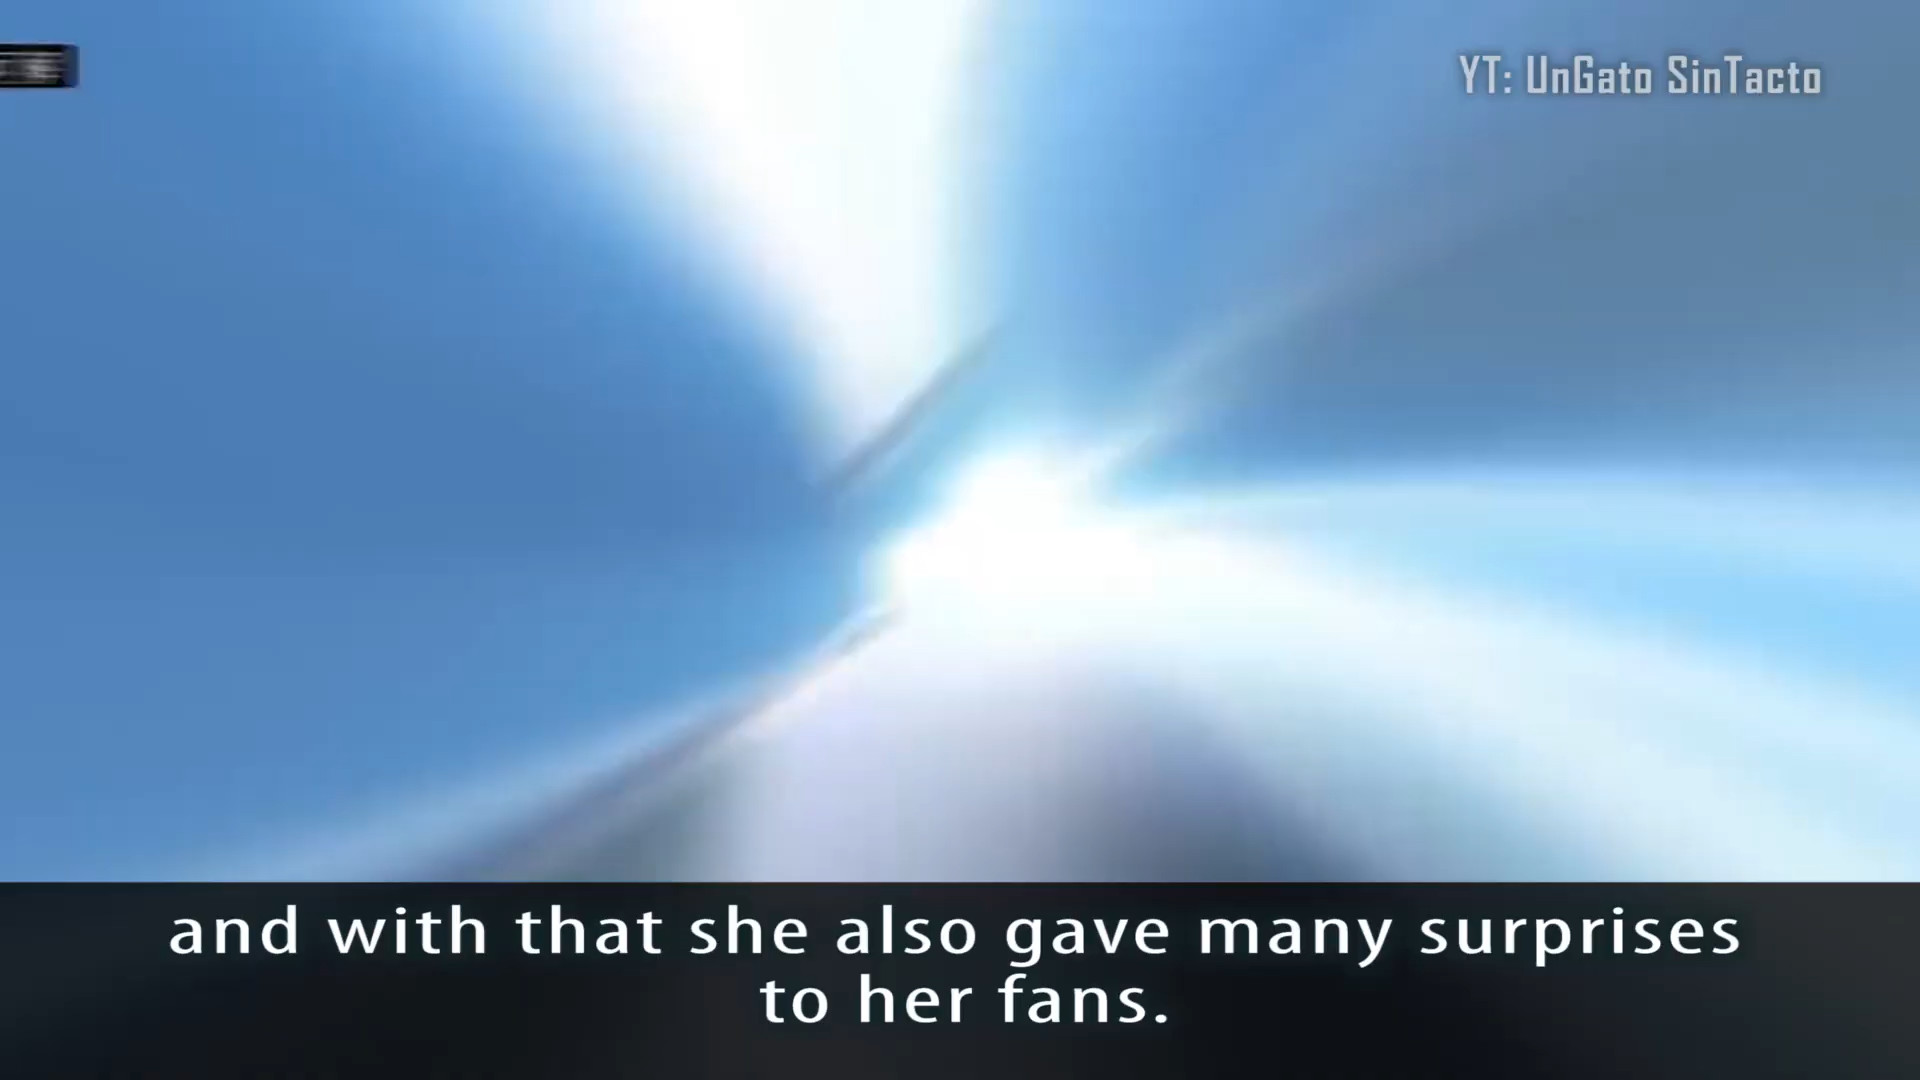 YT: UnGato SinTacto
and with that she also gave many surprises
to her fans.